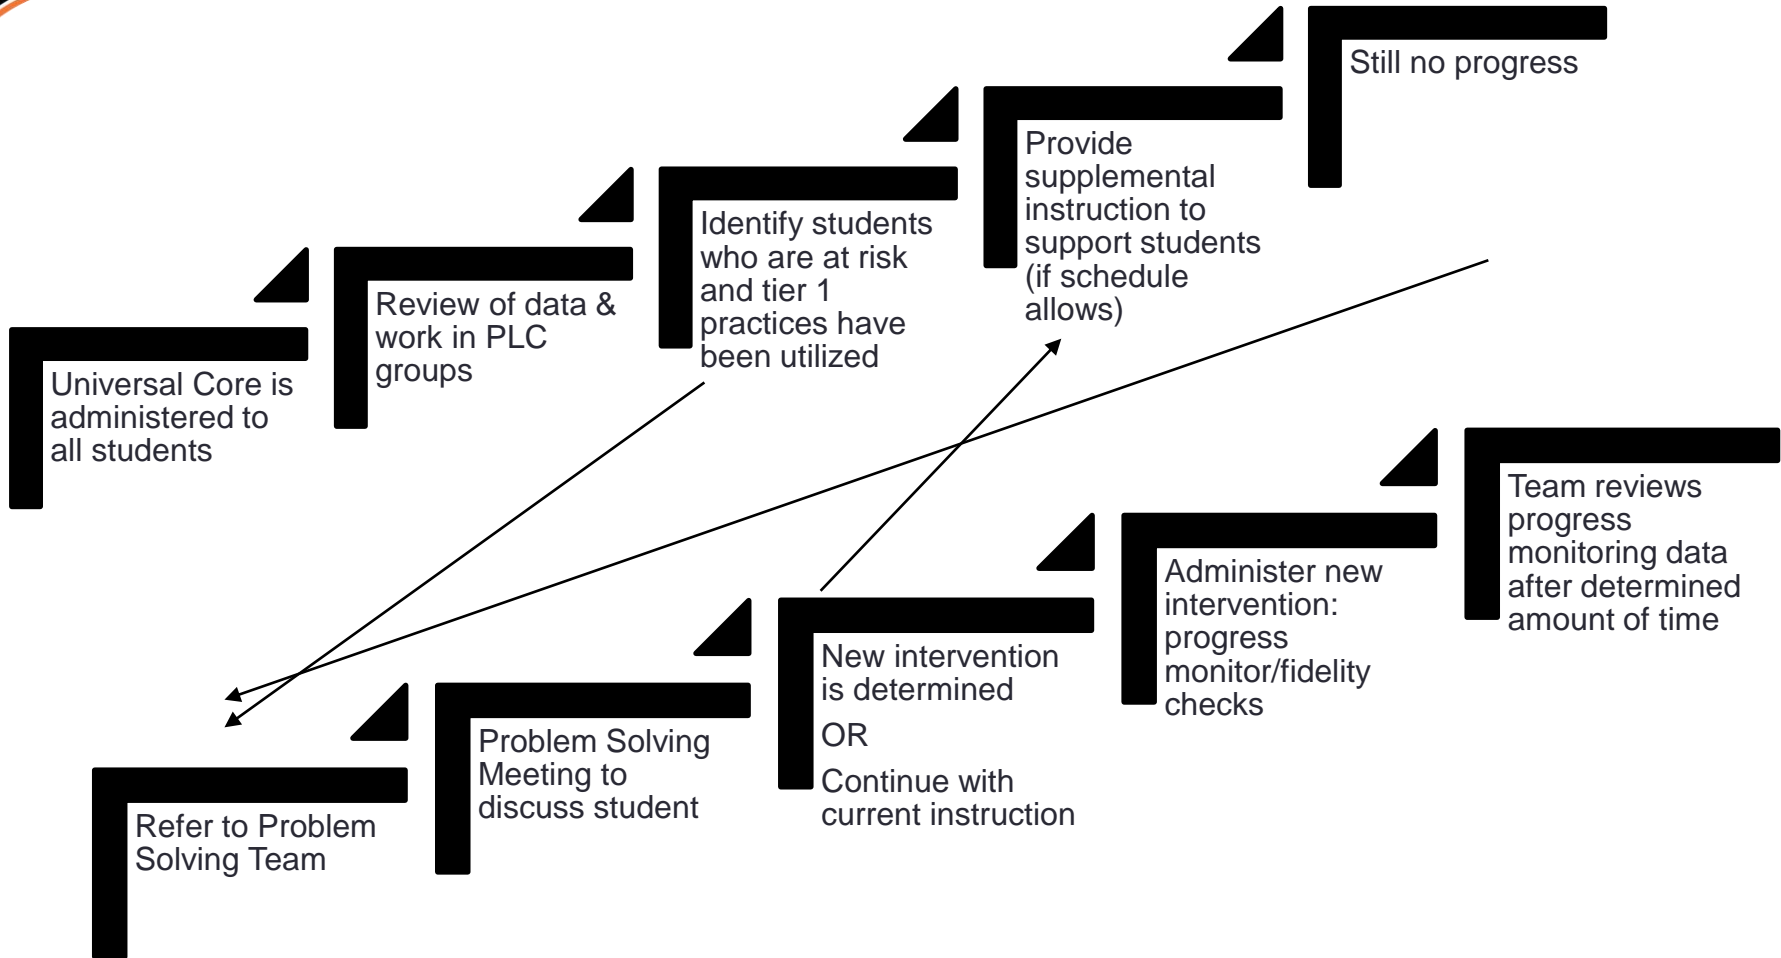 Universal Core is
administered to
all students
Review of data &
work in PLC
groups
Identify students
who are at risk
and tier 1
practices have
been utilized
Provide
supplemental
instruction to
support students
(if schedule
allows)
Still no progress
Refer to Problem
Solving Team
Problem Solving
Meeting to
discuss student
New intervention
is determined
OR
Continue with
current instruction
Administer new
intervention:
progress
monitor/fidelity
checks
Team reviews
progress
monitoring data
after determined
amount of time